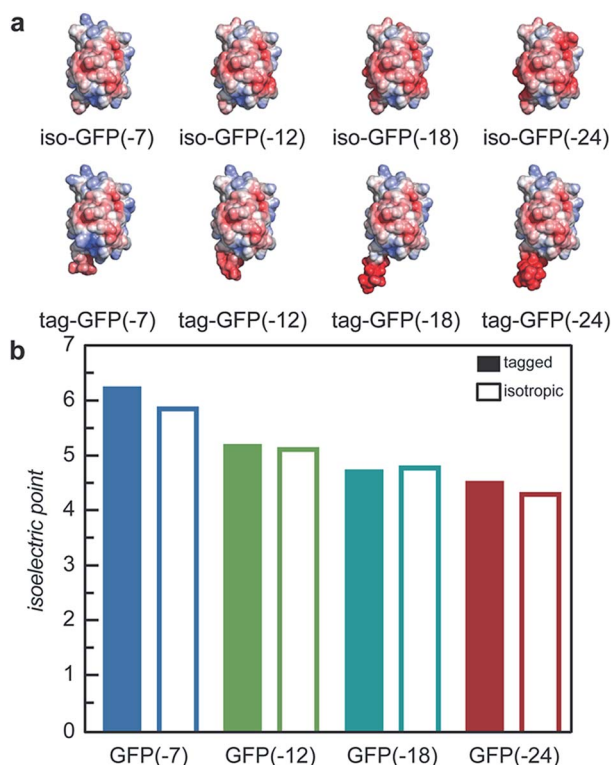 a
iso-GFP(-7) iso-GFP(-12) iso-GFP(-18) iso-GFP(-24)
tag-GFP(-7) tag-GFP(-12) tag-GFP(-18) tag-GFP(-24)
b
7
tagged
isotropic
6
5
4
3
2
1
0
isoelectric point
GFP(-7) GFP(-12) GFP(-18) GFP(-24)